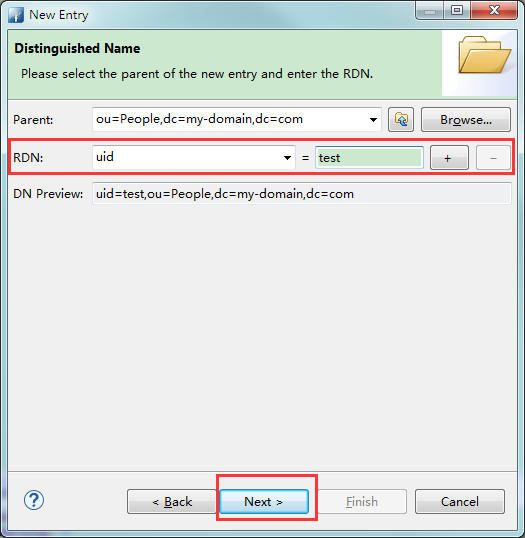 New Entry
Distinguished Name
Please select the parent of the new entry and enter the RDN.
Parent: ou=People,dc=my-domain,dc=com Browse...
RDN: uid = test + -
DN Preview: uid=test,ou=People,dc=my-domain,dc=com
? < Back Next > Finish Cancel